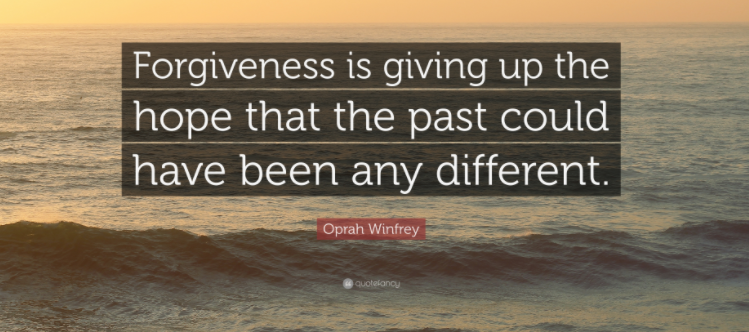 Forgiveness is giving up the
hope that the past could
have been any different.
Oprah Winfrey
quotefancy